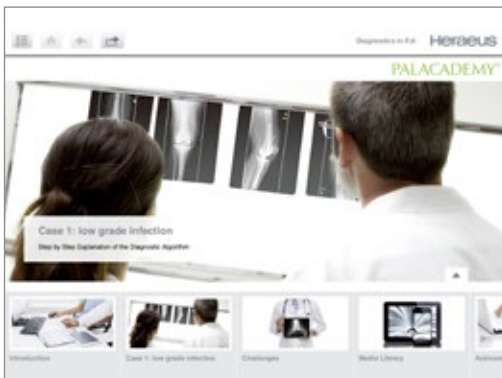 Diagnostics in PJI Heraeus
PALACADEMY
Case 1: low grade infection
Step by Step Explanation of the Diagnostic Algorithm
Introduction
Case 1: low grade infection
Challenges
Media Library